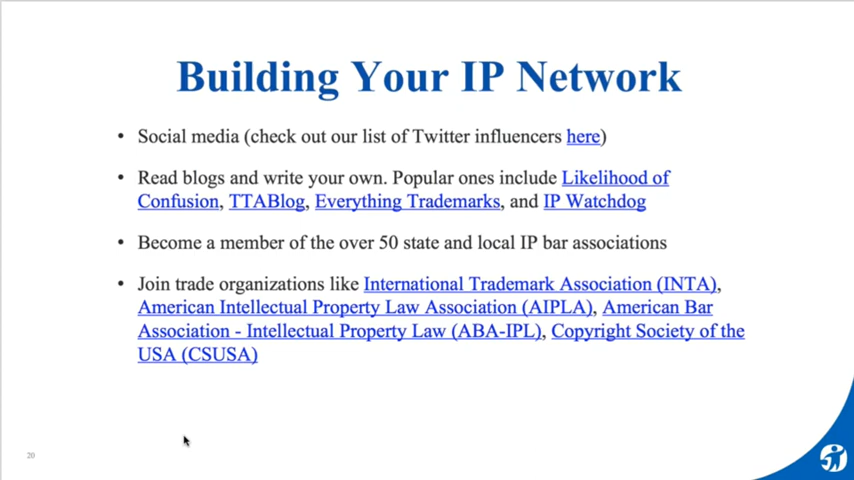 Building Your IP Network
• Social media (check out our list of Twitter influencers here)
• Read blogs and write your own. Popular ones include Likelihood of
Confusion, TTABlog, Everything Trademarks, and IP Watchdog
• Become a member of the over 50 state and local IP bar associations
• Join trade organizations like International Trademark Association (INTA),
American Intellectual Property Law Association (AIPLA), American Bar
Association - Intellectual Property Law (ABA-IPL), Copyright Society of the
USA (CSUSA)
20